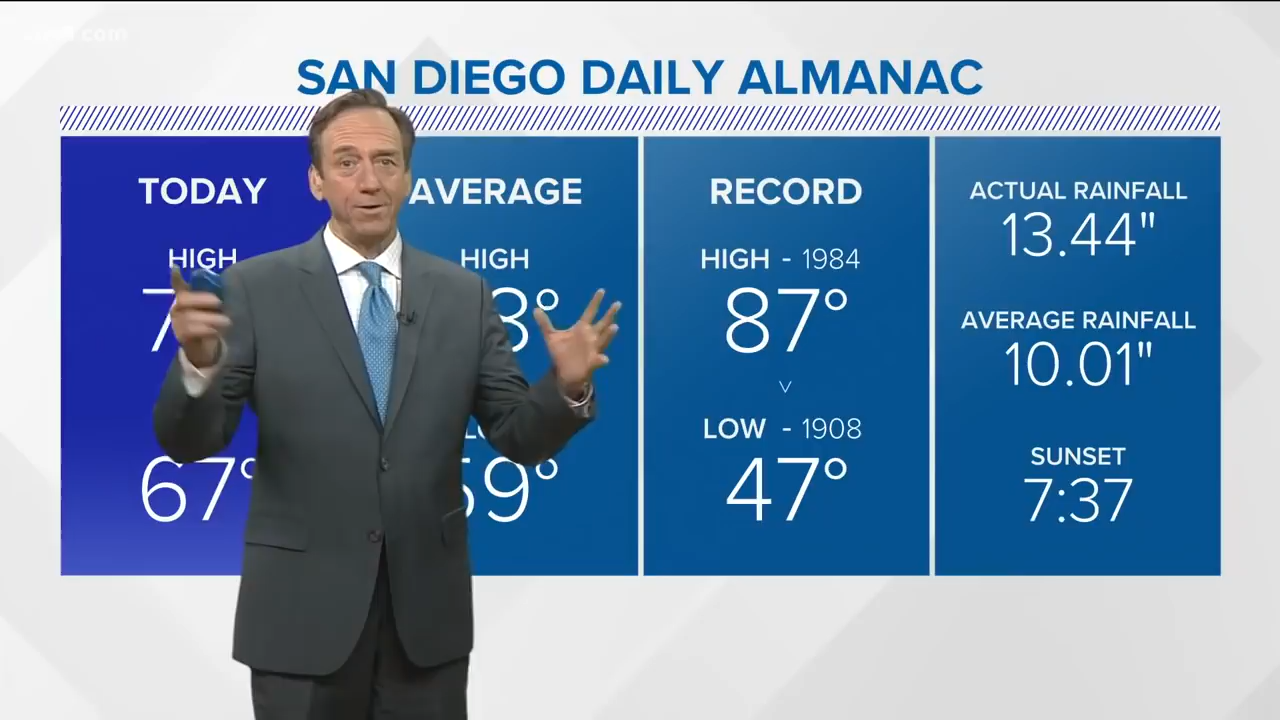 SAN DIEGO DAILY ALMANAC
TODAY
HIGH
67°
AVERAGE
HIGH
RECORD
HIGH - 1984
87°
LOW - 1908
47°
ACTUAL RAINFALL
13.44"
AVERAGE RAINFALL
10.01"
SUNSET
7:37